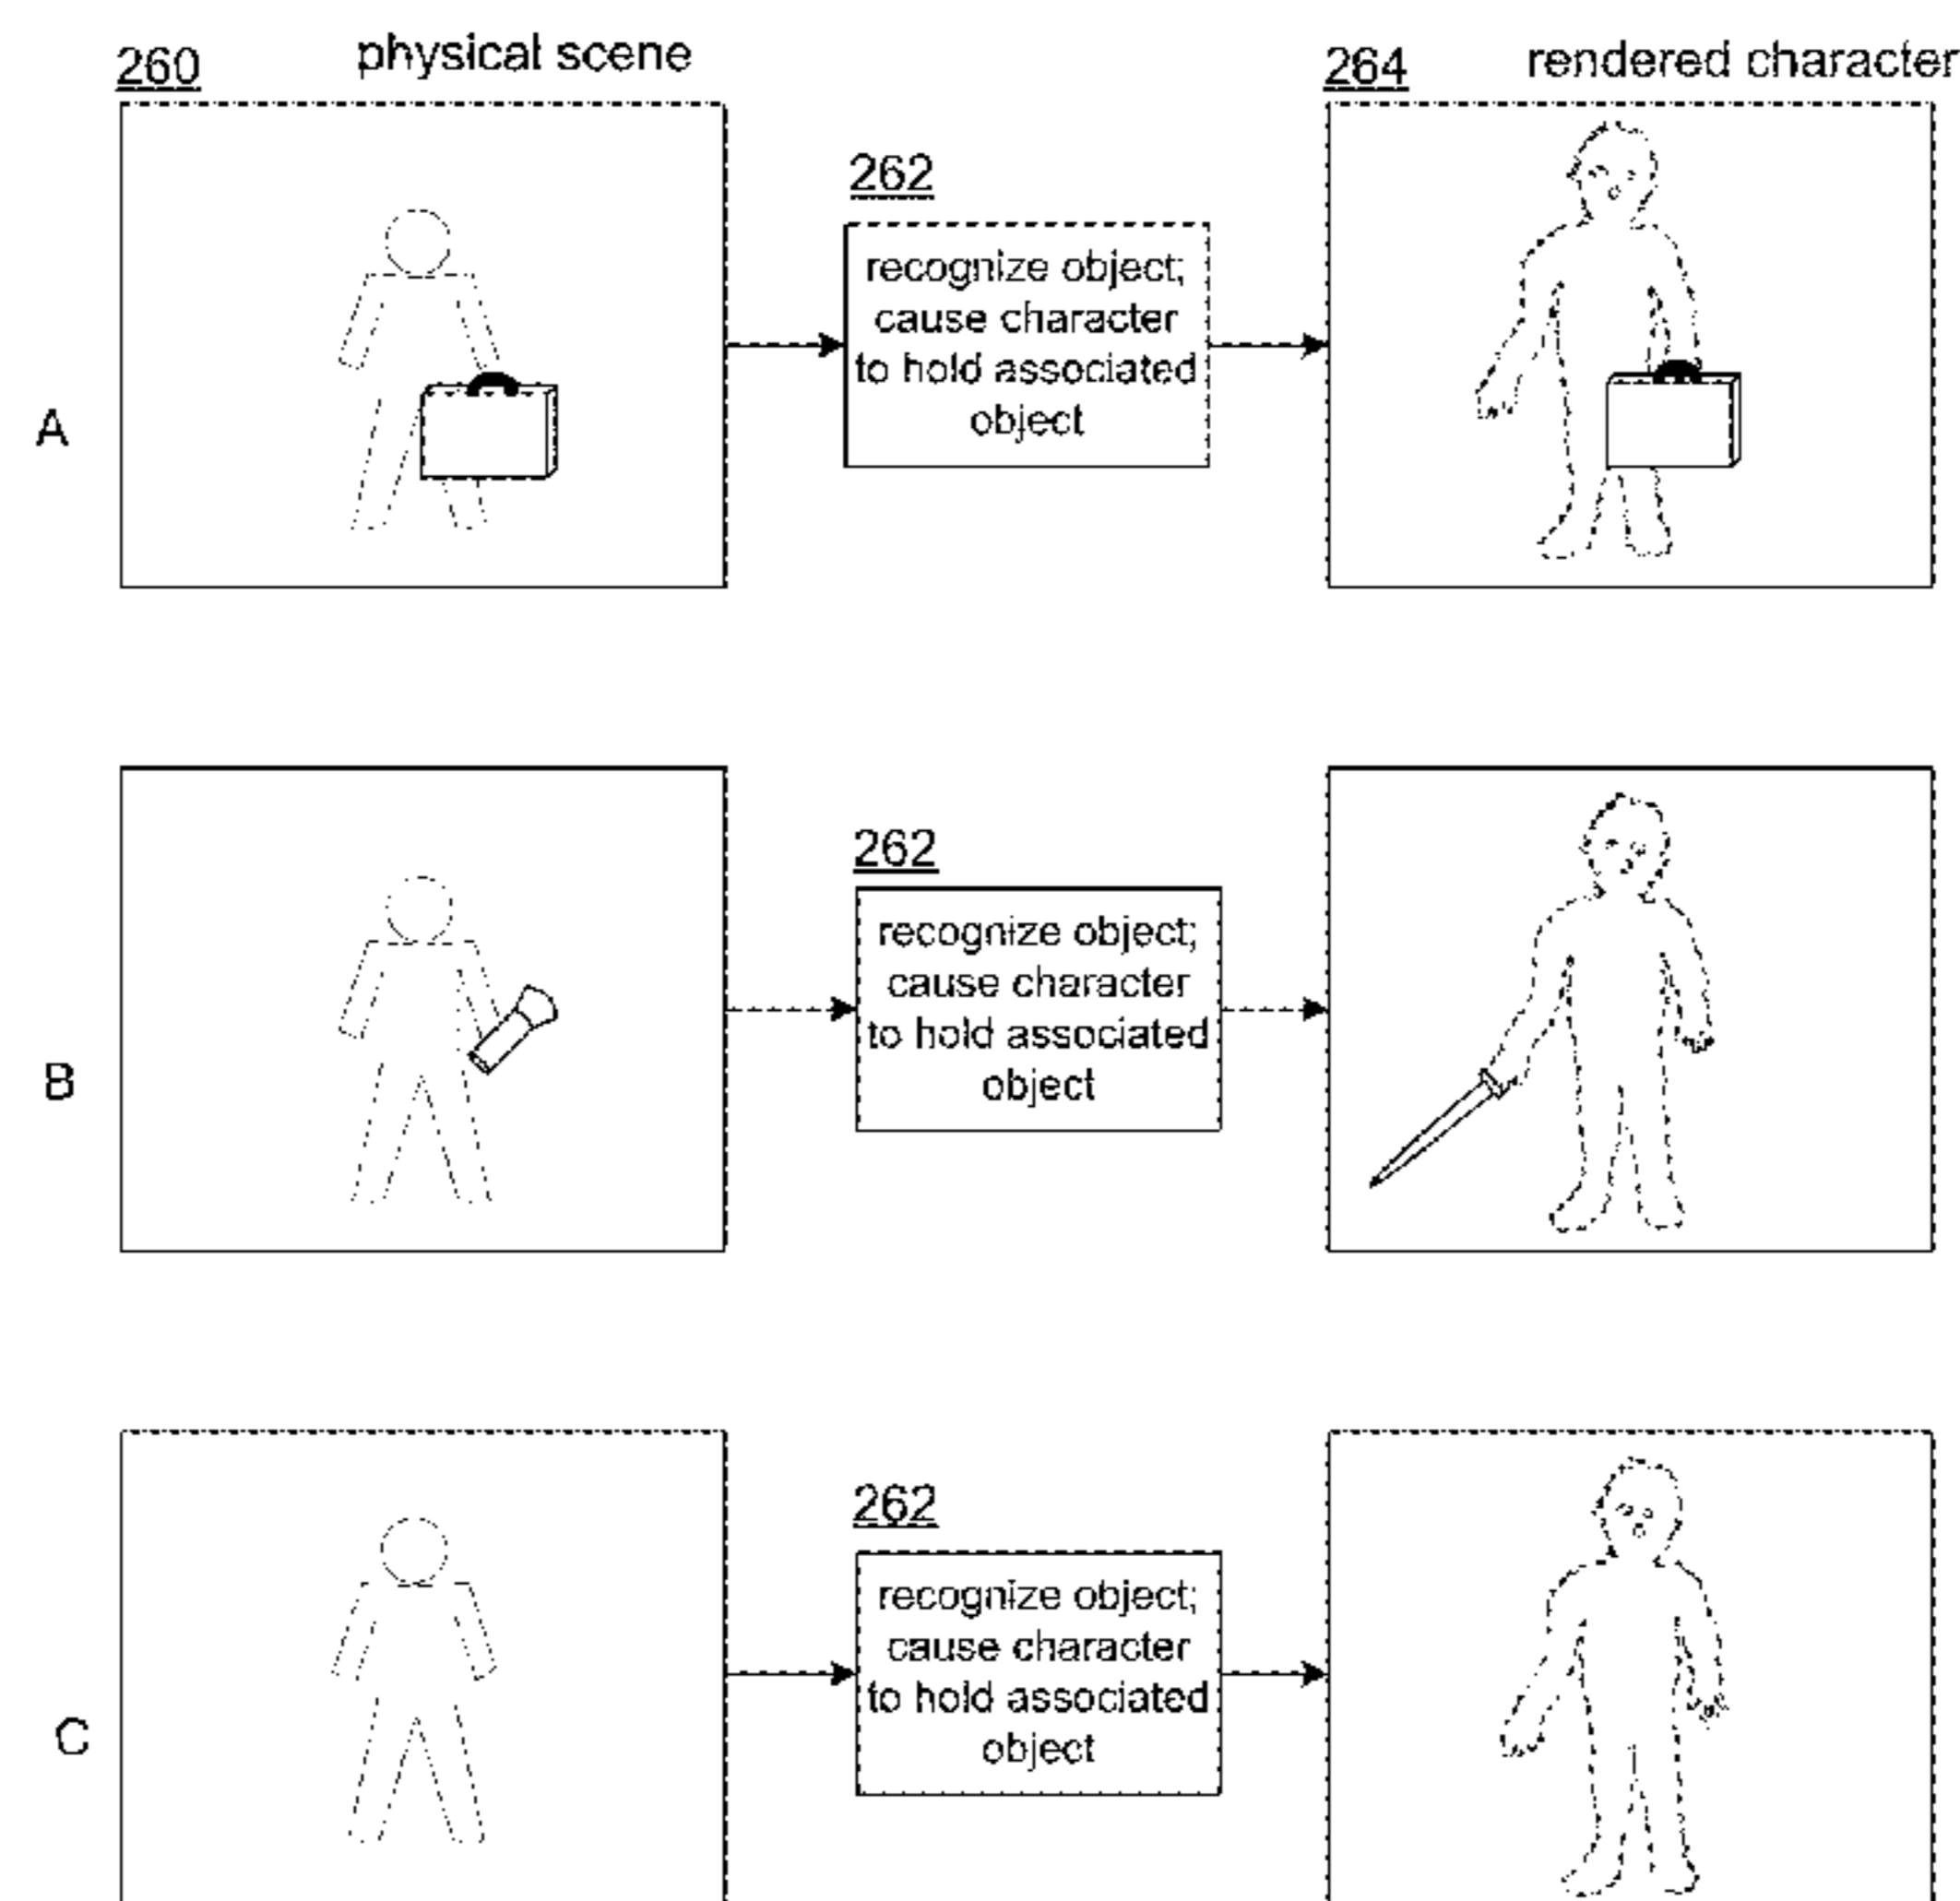 260
physical scene
264
rendered character
262
recognize object;
cause character
to hold associated
object
A
262
recognize object;
cause character
to hold associated
object
B
262
recognize object;
cause character
to hold associated
object
C